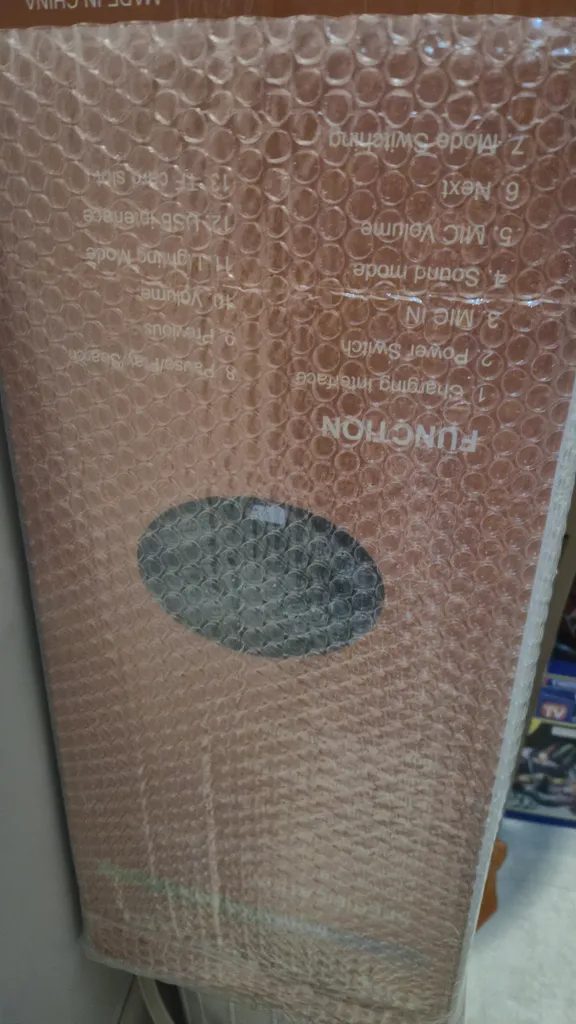 FUNCTION
1. Charging Interface
2. Power Switch
3. MIC IN
4. Sound mode
5. MIC Volume
6. Next
7. Mode Switching
8. Pause/Play/Search
9. Previous
10. Volume
11. Lighting Mode
12. USB Interface
13. TF card slot
MADE IN CHINA
TV